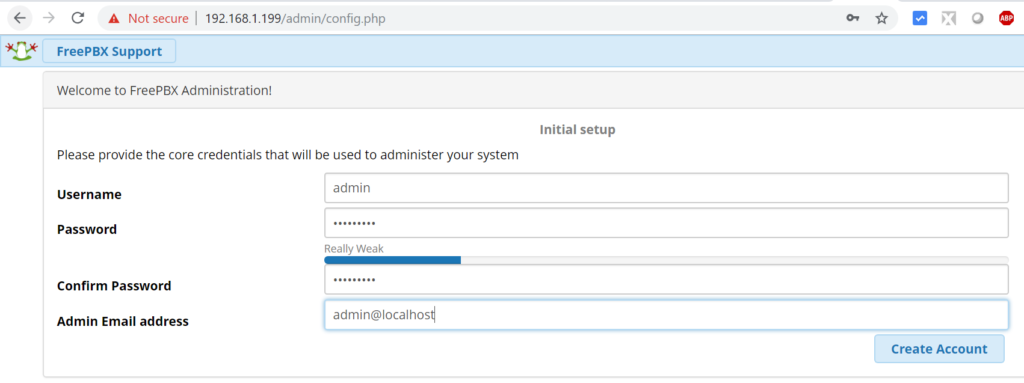 Not secure | 192.168.1.199/admin/config.php ABP
FreePBX Support
Welcome to FreePBX Administration!
Initial setup
Please provide the core credentials that will be used to administer your system
Username admin
Password •••••••••
Really Weak
Confirm Password •••••••••
Admin Email address admin@localhost
Create Account